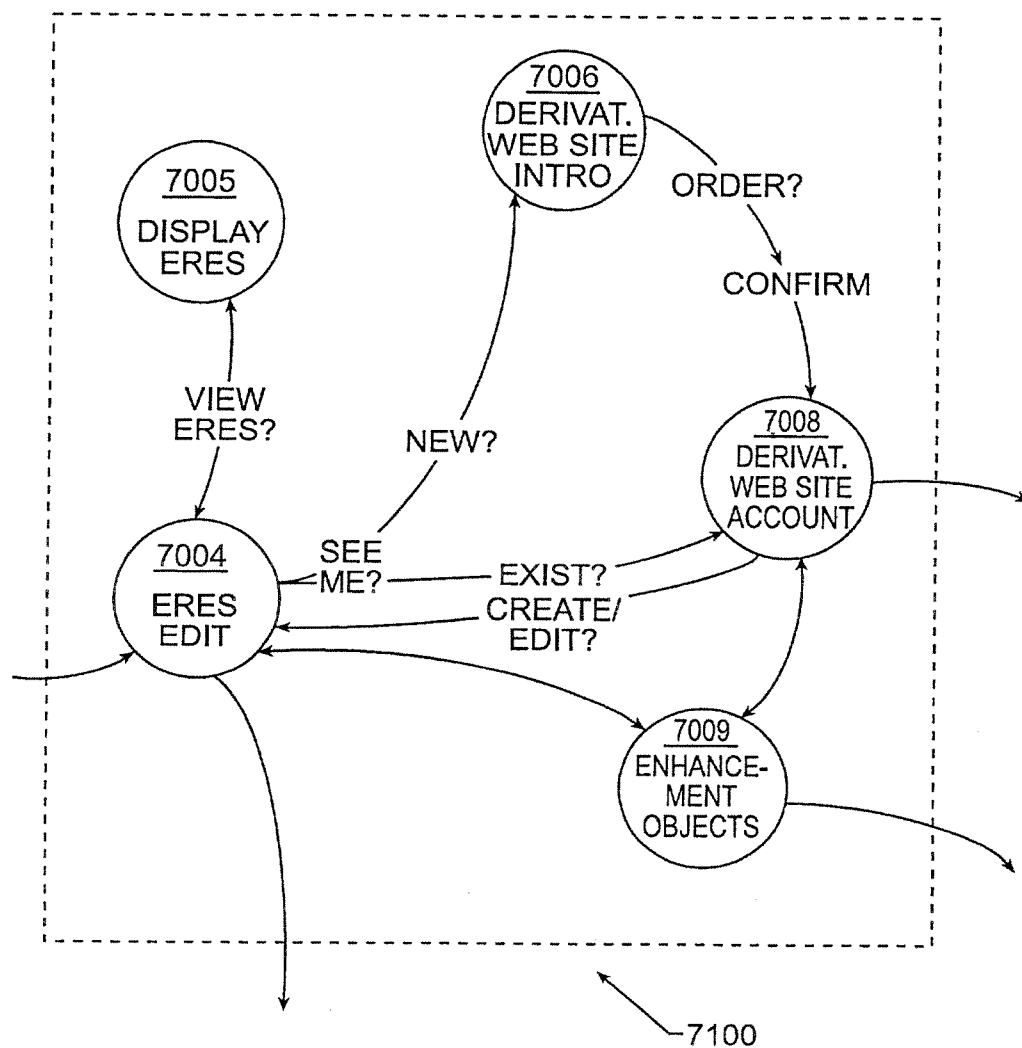 7006
DERIVAT.
WEB SITE
INTRO
7005
DISPLAY
ERES
ORDER?
CONFIRM
VIEW
ERES?
NEW?
7008
DERIVAT.
WEB SITE
ACCOUNT
7004
ERES
EDIT
SEE
ME?
EXIST?
CREATE/
EDIT?
7009
ENHANCE-
MENT
OBJECTS
7100